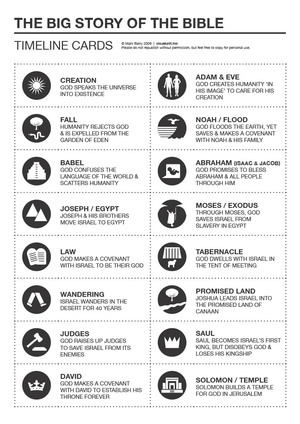 THE BIG STORY OF THE BIBLE
TIMELINE CARDS
© Mark Barry 2008 | visualunit.me
Please do not republish without permission, but feel free to copy for personal use.
CREATION
GOD SPEAKS THE UNIVERSE
INTO EXISTENCE
ADAM & EVE
GOD CREATES HUMANITY 'IN
HIS IMAGE' TO CARE FOR HIS
CREATION
FALL
HUMANITY REJECTS GOD
& IS EXPELLED FROM THE
GARDEN OF EDEN
NOAH / FLOOD
GOD FLOODS THE EARTH, YET
SAVES & MAKES A COVENANT
WITH NOAH & HIS FAMILY
BABEL
GOD CONFUSES THE
LANGUAGE OF THE WORLD &
SCATTERS HUMANITY
ABRAHAM (ISAAC & JACOB)
GOD PROMISES TO BLESS
ABRAHAM & ALL PEOPLE
THROUGH HIM
JOSEPH / EGYPT
JOSEPH & HIS BROTHERS
MOVE ISRAEL TO EGYPT
MOSES / EXODUS
THROUGH MOSES, GOD
SAVES ISRAEL FROM
SLAVERY IN EGYPT
LAW
GOD MAKES A COVENANT
WITH ISRAEL TO BE THEIR GOD
TABERNACLE
GOD DWELLS WITH ISRAEL IN
THE TENT OF MEETING
WANDERING
ISRAEL WANDERS IN THE
DESERT FOR 40 YEARS
PROMISED LAND
JOSHUA LEADS ISRAEL INTO
THE PROMISED LAND OF
CANAAN
JUDGES
GOD RAISES UP JUDGES
TO SAVE ISRAEL FROM ITS
ENEMIES
SAUL
SAUL BECOMES ISRAEL'S FIRST
KING, BUT DISOBEYS GOD &
LOSES HIS KINGSHIP
DAVID
GOD MAKES A COVENANT
WITH DAVID TO ESTABLISH HIS
THRONE FOREVER
SOLOMON / TEMPLE
SOLOMON BUILDS A TEMPLE
FOR GOD IN JERUSALEM